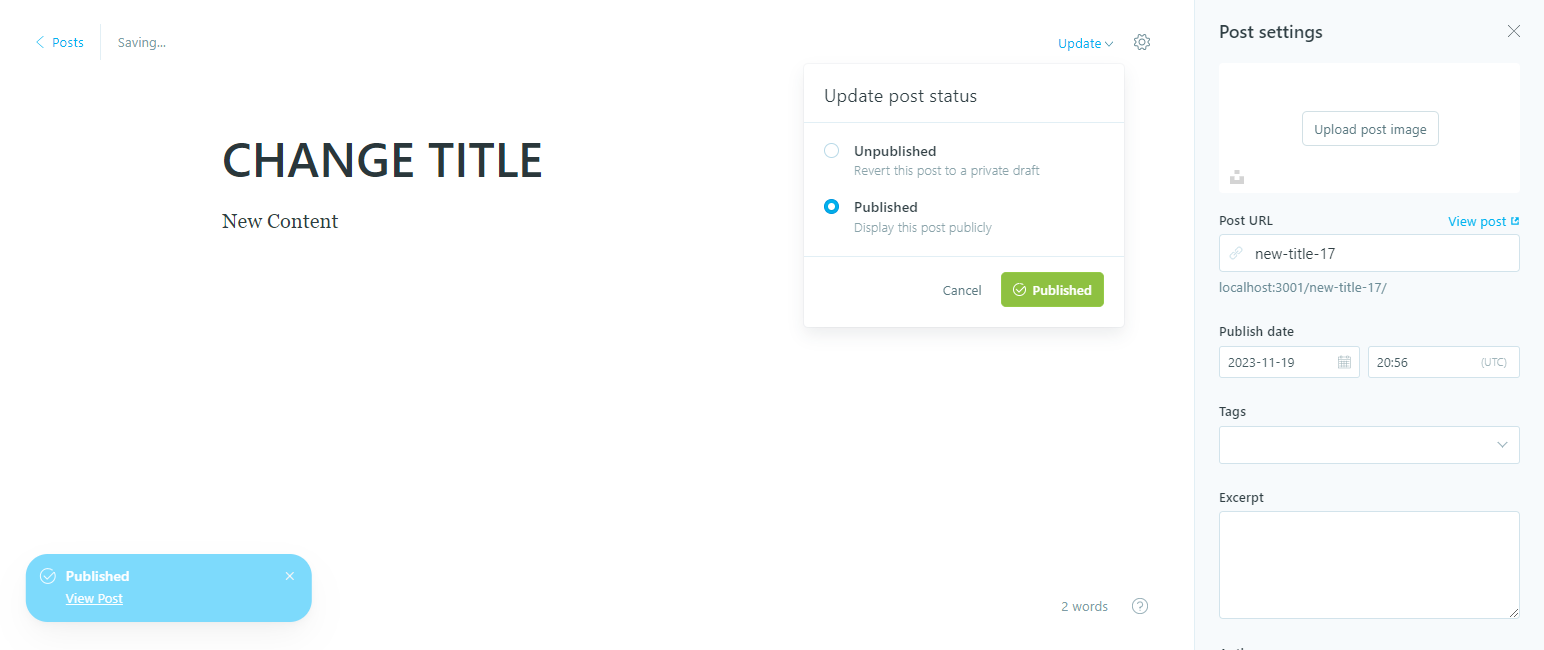 Posts
Saving...
Update
Update post status
Unpublished
Revert this post to a private draft
Published
Display this post publicly
Cancel
Published
CHANGE TITLE
New Content
Published
View Post
2 words
Post settings
Upload post image
Post URL
View post
new-title-17
localhost:3001/new-title-17/
Publish date
2023-11-19
20:56
(UTC)
Tags
Excerpt